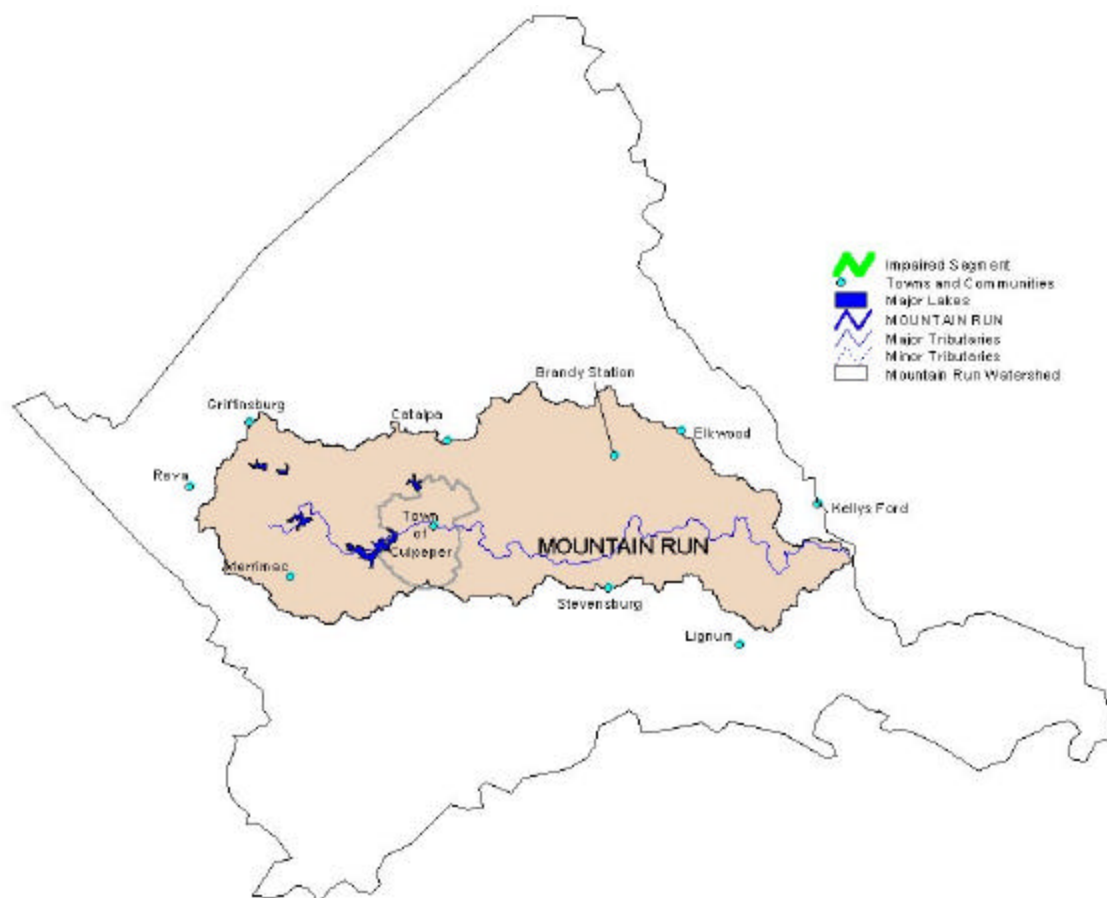 Impaired Segment
Towns and Communities
Major Lakes
MOUNTAIN RUN
Major Tributaries
Minor Tributaries
Mountain Run Watershed
Brandy Station
Griffinsburg
Catalpa
Elkwood
Reva
Kellys Ford
Town
of
Culpeper
MOUNTAIN RUN
Merrimac
Stevensburg
Lignum